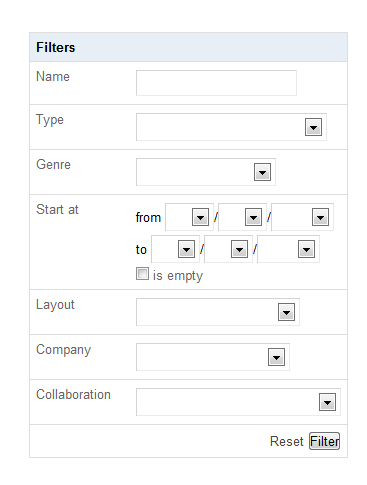 Filters
Name
Type
Genre
Start at
from / /
to / /
is empty
Layout
Company
Collaboration
Reset Filter